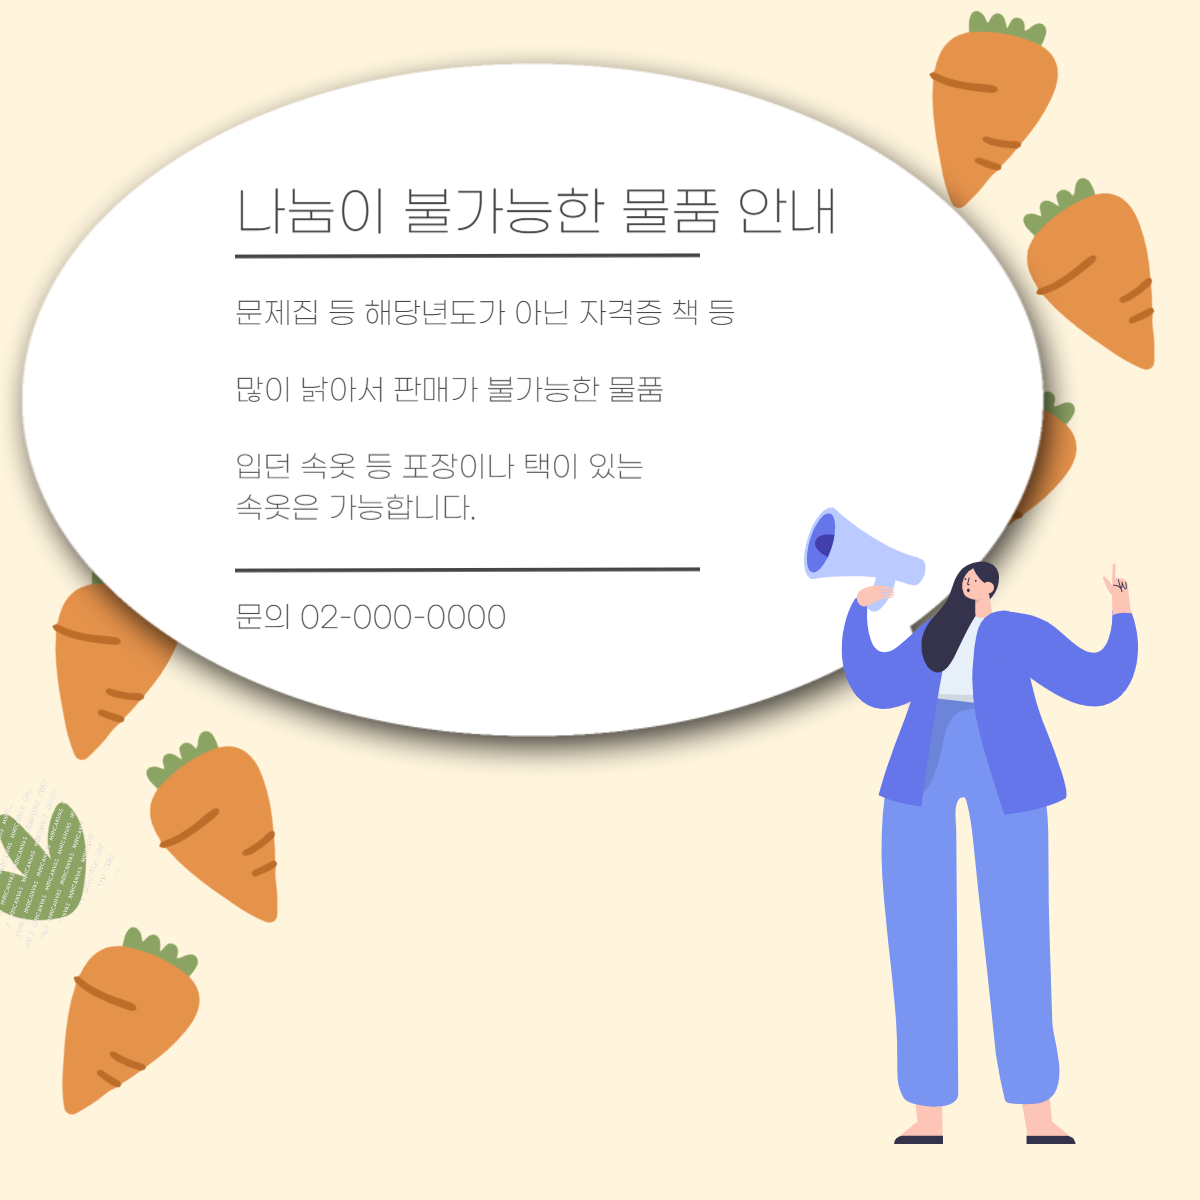 나눔이 불가능한 물품 안내
문제집 등 해당년도가 아닌 자격증 책 등
많이 낡아서 판매가 불가능한 물품
입던 속옷 등 포장이나 택이 있는
속옷은 가능합니다.
문의 02-000-0000
MIRICANVAS